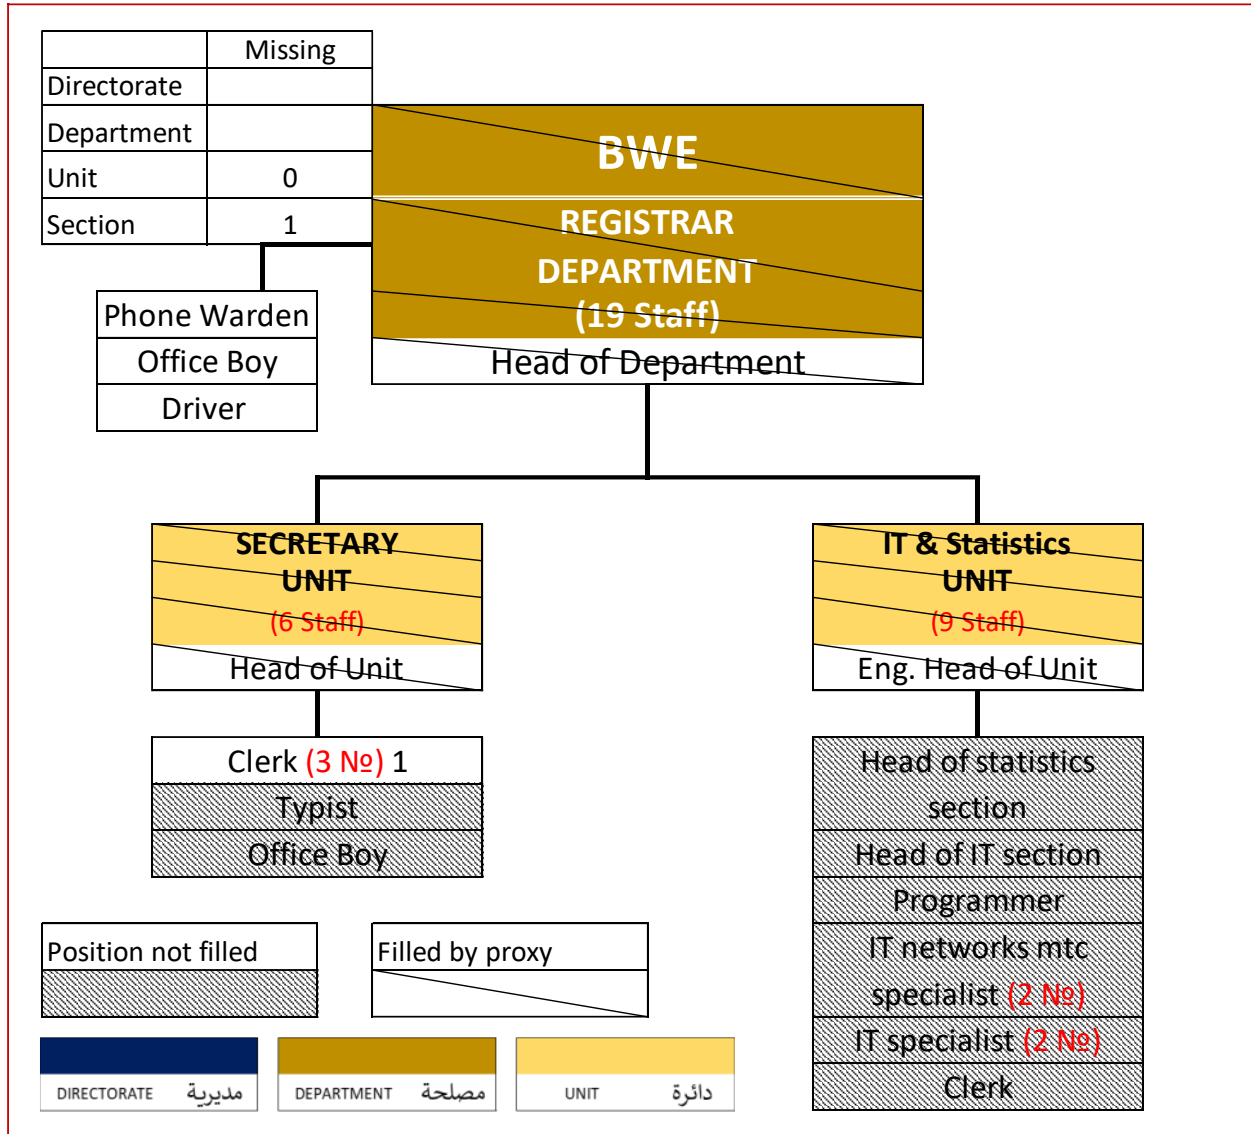 Missing
Directorate
Department
Unit 0
Section 1
BWE
REGISTRAR
DEPARTMENT
(19 Staff)
Head of Department
Phone Warden
Office Boy
Driver
SECRETARY
UNIT
(6 Staff)
Head of Unit
Clerk (3 №) 1
Typist
Office Boy
IT & Statistics
UNIT
(9 Staff)
Eng. Head of Unit
Head of statistics
section
Head of IT section
Programmer
IT networks mtc
specialist (2 №)
IT specialist (2 №)
Clerk
Position not filled
Filled by proxy
DIRECTORATE مديرية
DEPARTMENT مصلحة
UNIT دائرة